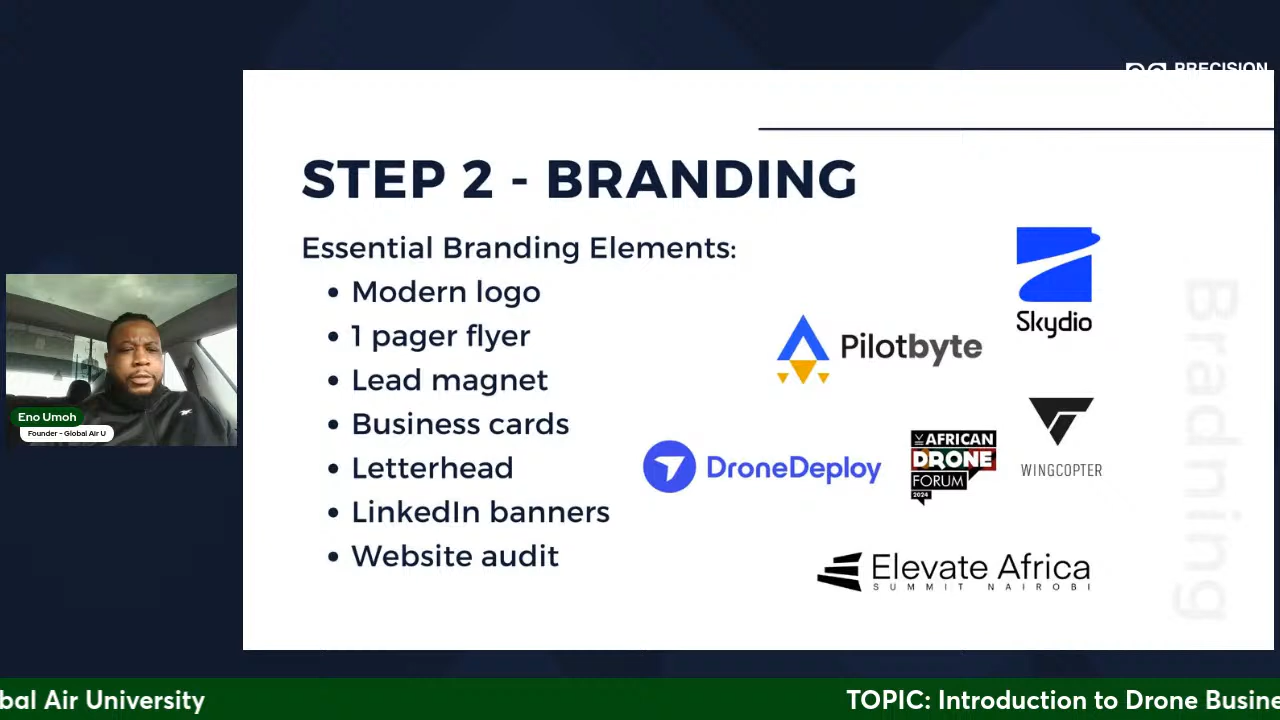 PRECISION
STEP 2 - BRANDING
Essential Branding Elements:
• Modern logo
• 1 pager flyer
• Lead magnet
• Business cards
• Letterhead
• LinkedIn banners
• Website audit
Skydio
Pilotbyte
DroneDeploy
AFRICAN
DRONE
FORUM
2024
WINGCOPTER
Elevate Africa
SUMMIT NAIROBI
Bradning
Eno Umoh
Founder - Global Air U
bal Air University
TOPIC: Introduction to Drone Busine